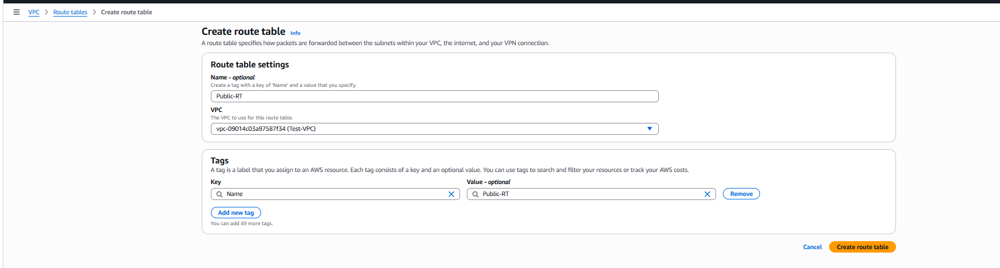 VPC > Route tables > Create route table
Create route table Info
A route table specifies how packets are forwarded between the subnets within your VPC, the internet, and your VPN connection.
Route table settings
Name - optional
Create a tag with a key of 'Name' and a value that you specify.
Public-RT
VPC
The VPC to use for this route table.
vpc-09014c03a97587f34 (Test-VPC)
Tags
A tag is a label that you assign to an AWS resource. Each tag consists of a key and an optional value. You can use tags to search and filter your resources or track your AWS costs.
Key Value - optional
Name Public-RT Remove
Add new tag
You can add 49 more tags.
Cancel Create route table